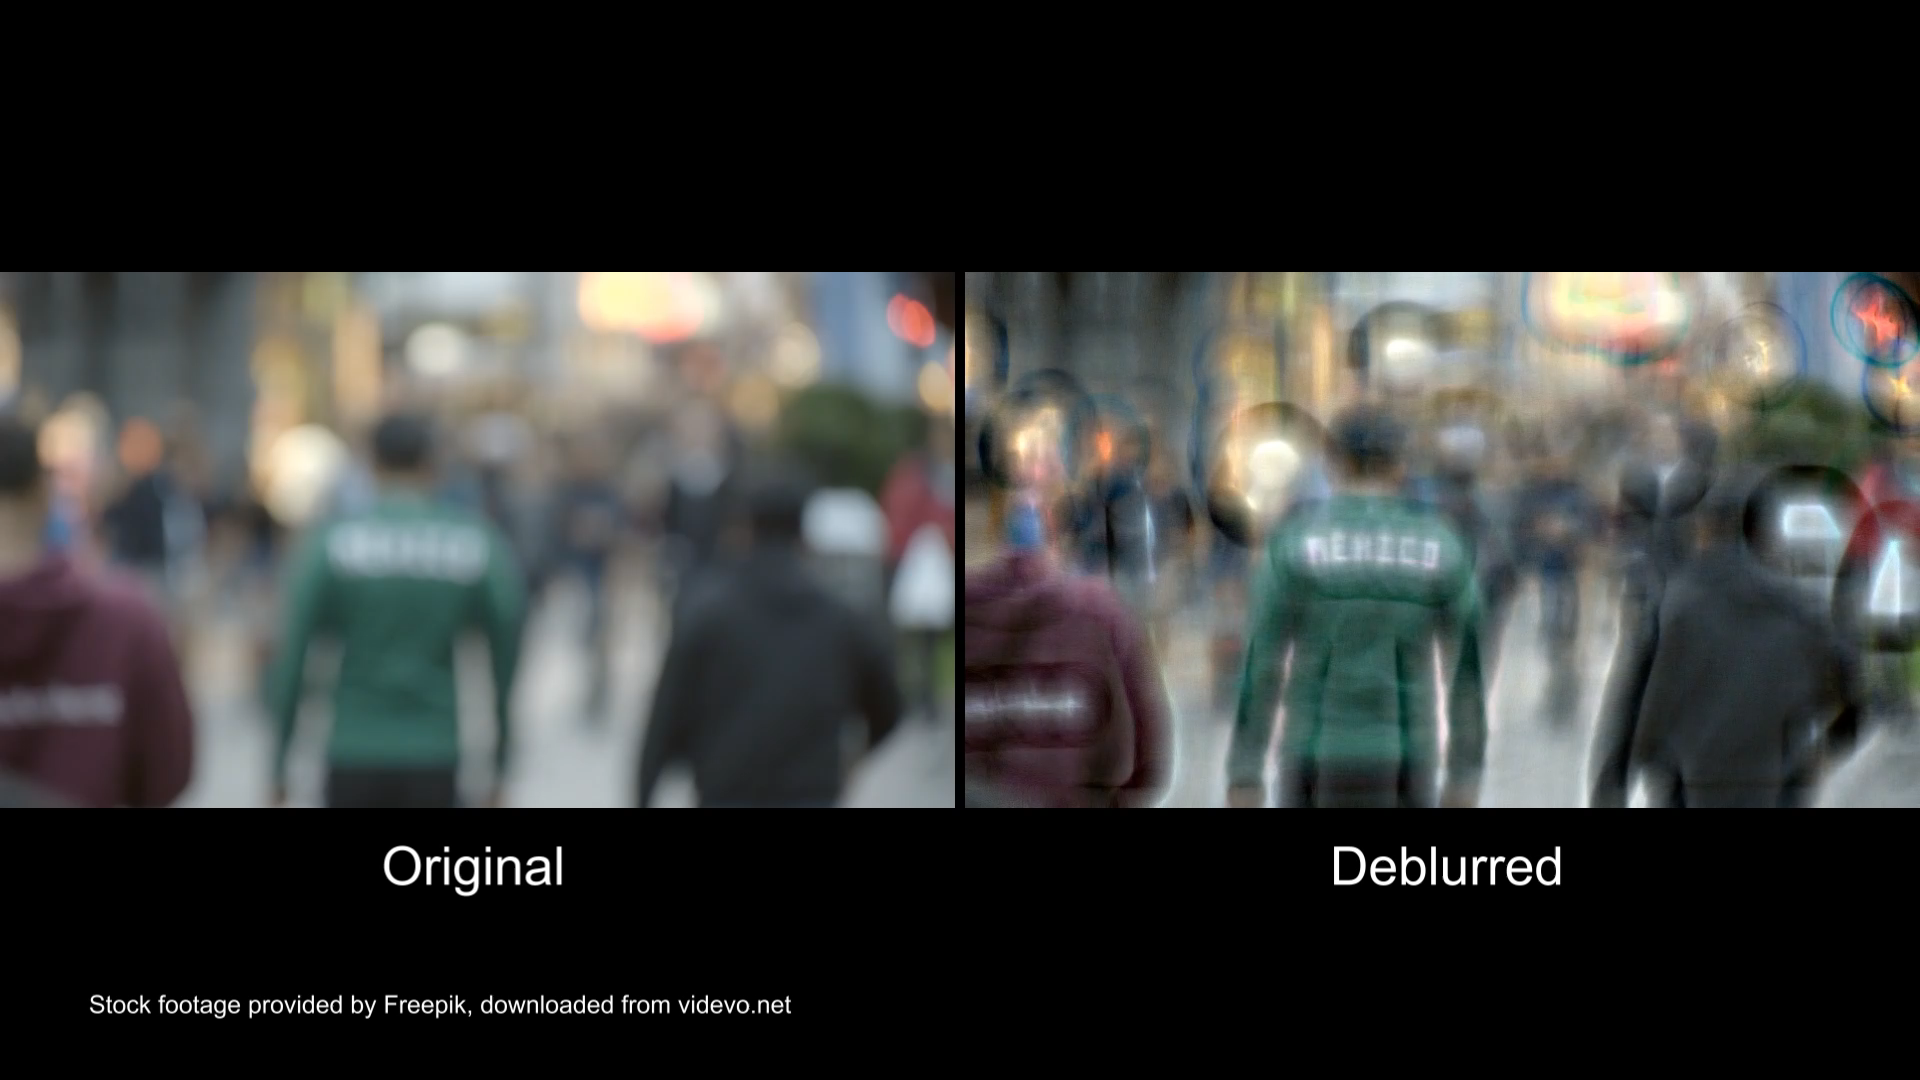 MEXICO
Original
Deblurred
Stock footage provided by Freepik, downloaded from videvo.net